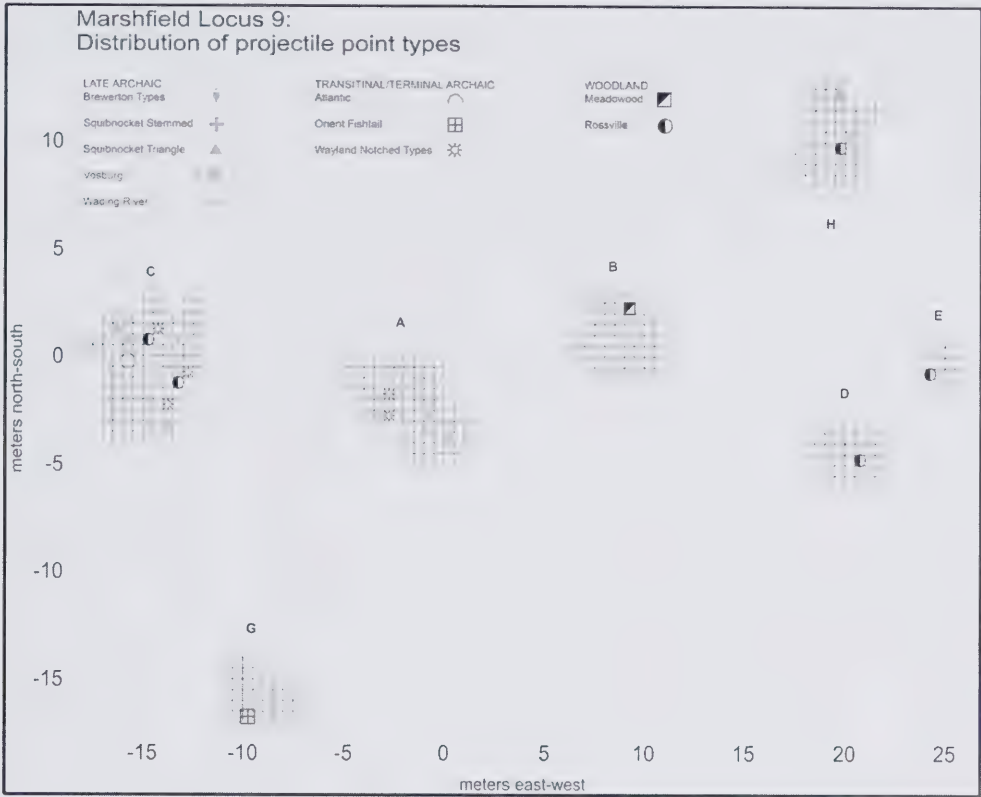 Marshfield Locus 9:
Distribution of projectile point types
LATE ARCHAIC
Brewerton Types
Squibnocket Stemmed
Squibnocket Triangle
Vosburg
Wading River
TRANSITINAL/TERMINAL ARCHAIC
Atlantic
Orient Fishtail
Wayland Notched Types
WOODLAND
Meadowood
Rossville
10
5
0
-5
-10
-15
meters north-south
C
A
B
H
E
D
G
-15 -10 -5 0 5 10 15 20 25
meters east-west